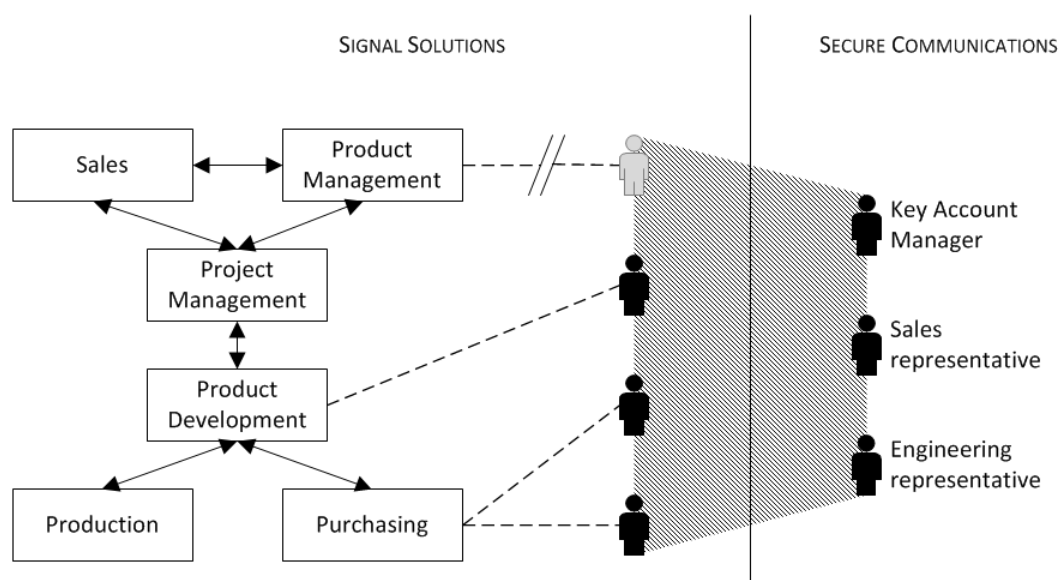 SIGNAL SOLUTIONS
SECURE COMMUNICATIONS
Sales
Product
Management
Key Account
Manager
Project
Management
Sales
representative
Product
Development
Engineering
representative
Production
Purchasing